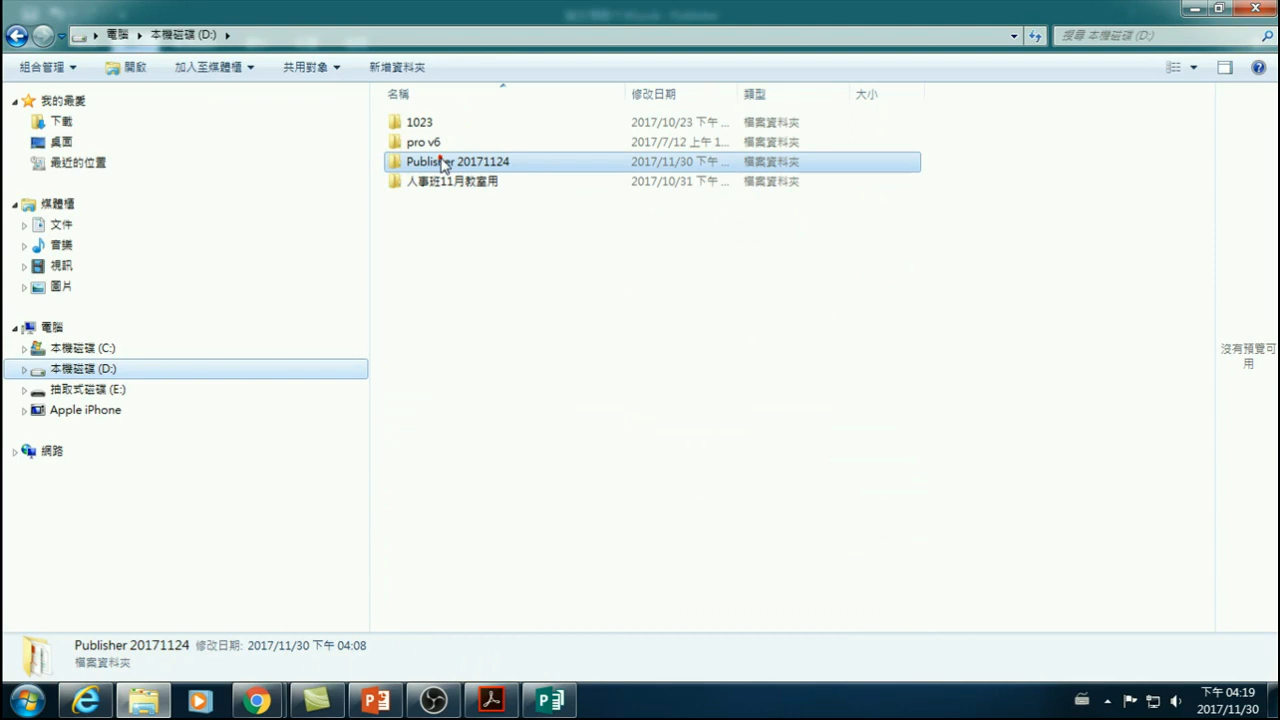 電腦 本機磁碟 (D:)
搜尋 本機磁碟 (D:)
組合管理 開啟 加入至媒體櫃 共用對象 新增資料夾
名稱 修改日期 類型 大小
1023 2017/10/23 下午 ... 檔案資料夾
pro v6 2017/7/12 上午 1... 檔案資料夾
Publisher 20171124 2017/11/30 下午 ... 檔案資料夾
人事班11月教室用 2017/10/31 下午 ... 檔案資料夾
我的最愛
下載
桌面
最近的位置
媒體櫃
文件
音樂
視訊
圖片
電腦
本機磁碟 (C:)
本機磁碟 (D:)
抽取式磁碟 (E:)
Apple iPhone
網路
沒有預覽可
用
Publisher 20171124 修改日期: 2017/11/30 下午 04:08
檔案資料夾
下午 04:19
2017/11/30